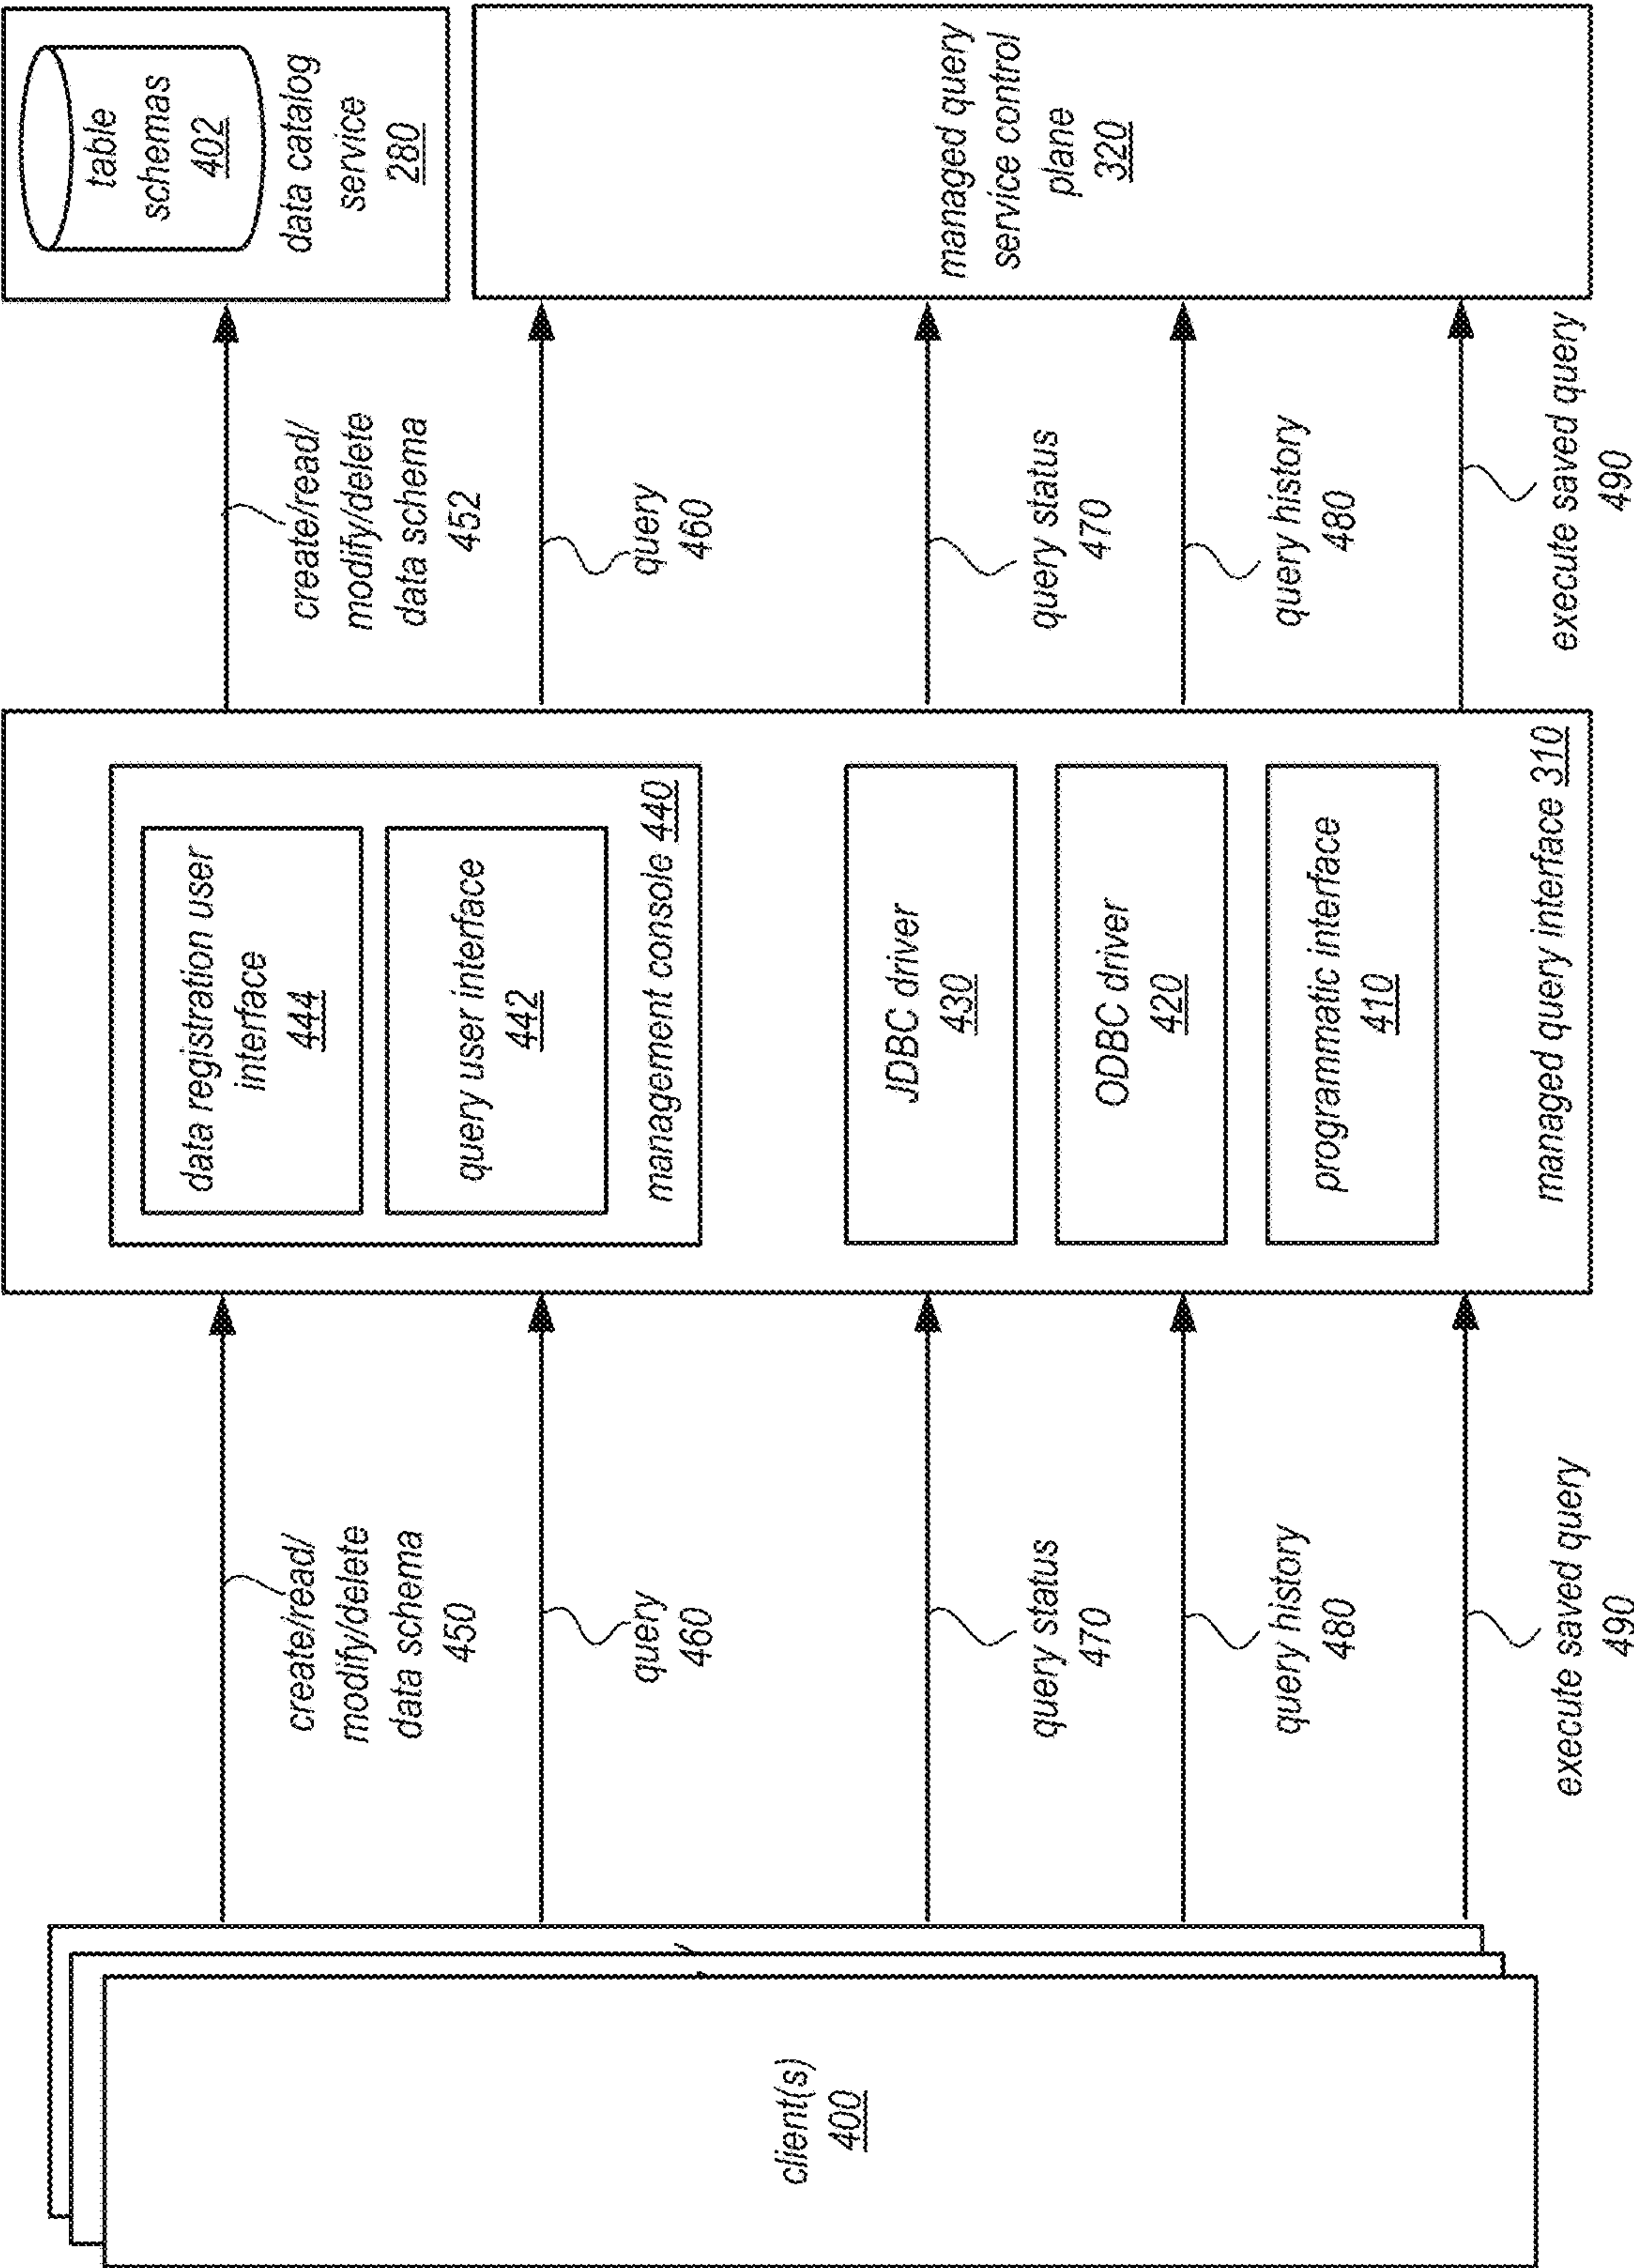 client(s)
400
create/read/
modify/delete
data schema
450
query
460
query status
470
query history
480
execute saved query
490
data registration user
interface
444
query user interface
442
management console 440
JDBC driver
430
ODBC driver
420
programmatic interface
410
managed query interface 310
create/read/
modify/delete
data schema
452
query
460
query status
470
query history
480
execute saved query
490
table
schemas
402
data catalog
service
280
managed query
service control
plane
320